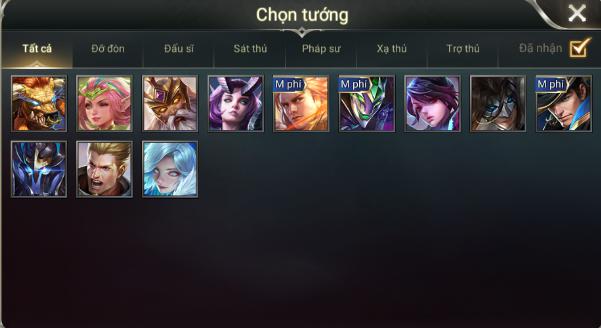 Chọn tướng
Tất cả Đỡ đòn Đấu sĩ Sát thủ Pháp sư Xạ thủ Trợ thủ Đã nhận
M phí M phí M phí